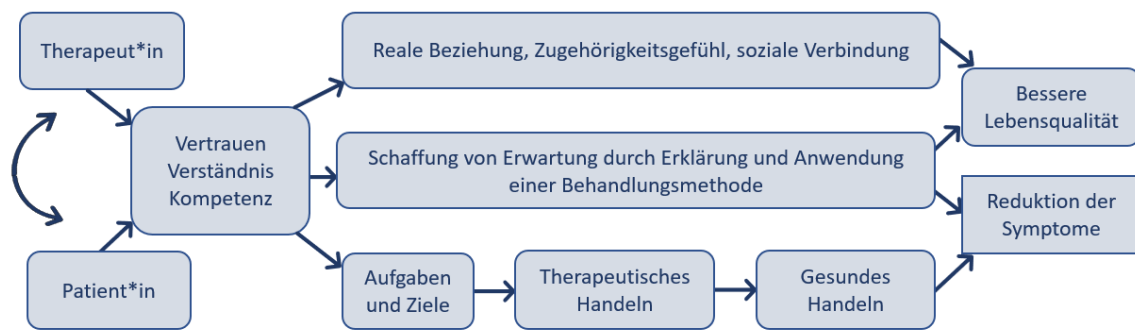 Therapeut*in
Reale Beziehung, Zugehörigkeitsgefühl, soziale Verbindung
Bessere
Lebensqualität
Vertrauen
Verständnis
Kompetenz
Schaffung von Erwartung durch Erklärung und Anwendung
einer Behandlungsmethode
Reduktion der
Symptome
Patient*in
Aufgaben
und Ziele
Therapeutisches
Handeln
Gesundes
Handeln